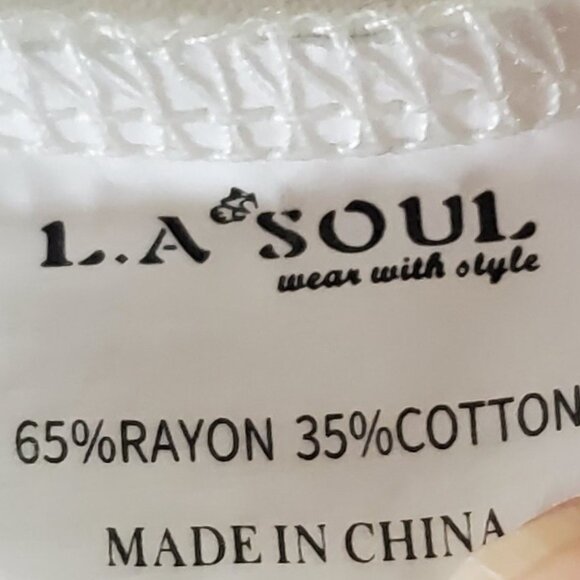 L.A SOUL
wear with style
65%RAYON 35%COTTON
MADE IN CHINA